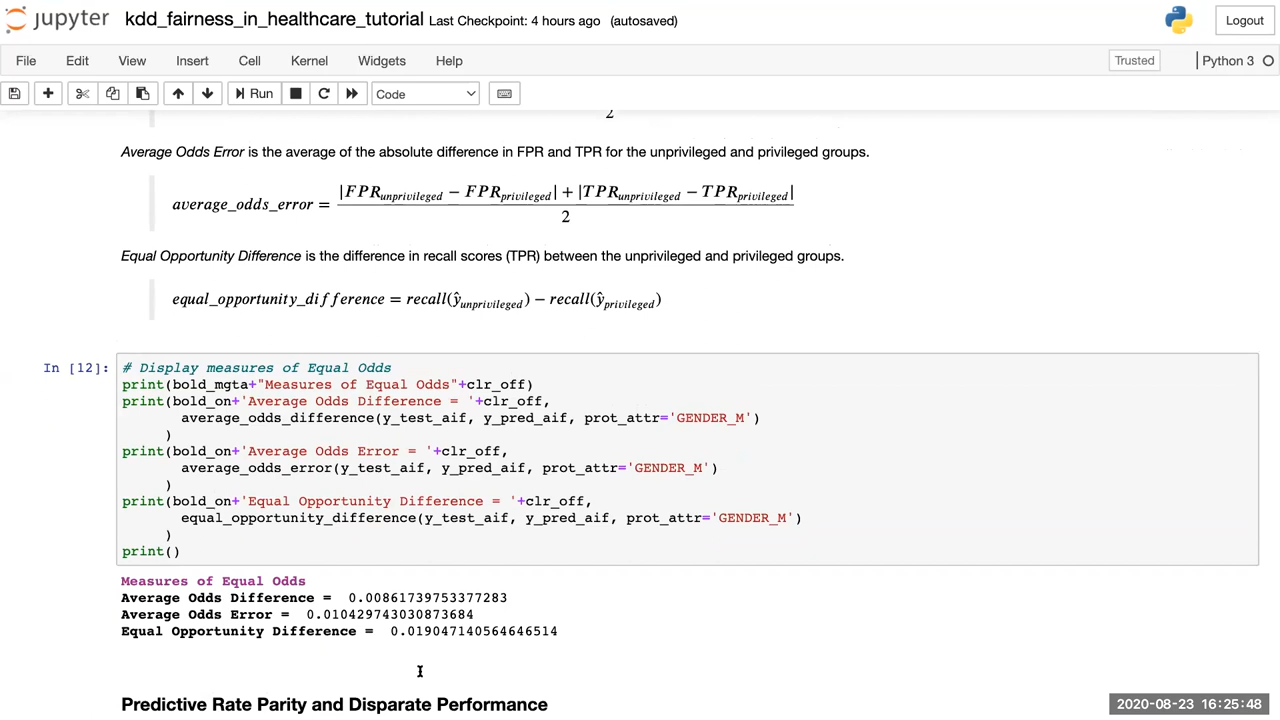 jupyter kdd_fairness_in_healthcare_tutorial Last Checkpoint: 4 hours ago (autosaved) Logout
File Edit View Insert Cell Kernel Widgets Help Trusted Python 3
Run Code
2
Average Odds Error is the average of the absolute difference in FPR and TPR for the unprivileged and privileged groups.
average_odds_error = |FPRunprivileged − FPRprivileged| + |TPRunprivileged − TPRprivileged|
2
Equal Opportunity Difference is the difference in recall scores (TPR) between the unprivileged and privileged groups.
equal_opportunity_difference = recall(ŷunprivileged) − recall(ŷprivileged)
In [12]: # Display measures of Equal Odds
print(bold_mgta+"Measures of Equal Odds"+clr_off)
print(bold_on+'Average Odds Difference = '+clr_off,
average_odds_difference(y_test_aif, y_pred_aif, prot_attr='GENDER_M')
)
print(bold_on+'Average Odds Error = '+clr_off,
average_odds_error(y_test_aif, y_pred_aif, prot_attr='GENDER_M')
)
print(bold_on+'Equal Opportunity Difference = '+clr_off,
equal_opportunity_difference(y_test_aif, y_pred_aif, prot_attr='GENDER_M')
)
print()
Measures of Equal Odds
Average Odds Difference = 0.00861739753377283
Average Odds Error = 0.010429743030873684
Equal Opportunity Difference = 0.019047140564646514
Predictive Rate Parity and Disparate Performance
2020-08-23 16:25:48